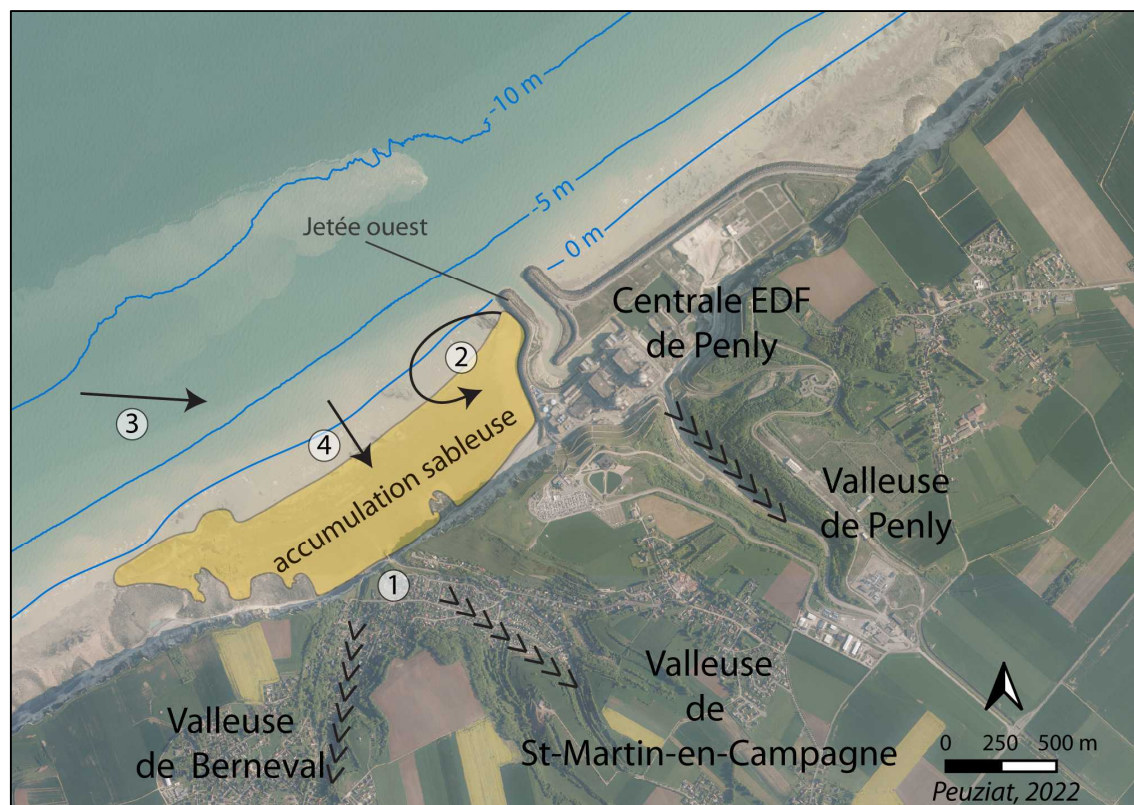 -10 m
-5 m
0 m
Jetée ouest
Centrale EDF
de Penly
2
3
4
accumulation sableuse
Valleuse
de Penly
1
Valleuse
de Berneval
Valleuse
de
St-Martin-en-Campagne
0 250 500 m
Peuziat, 2022